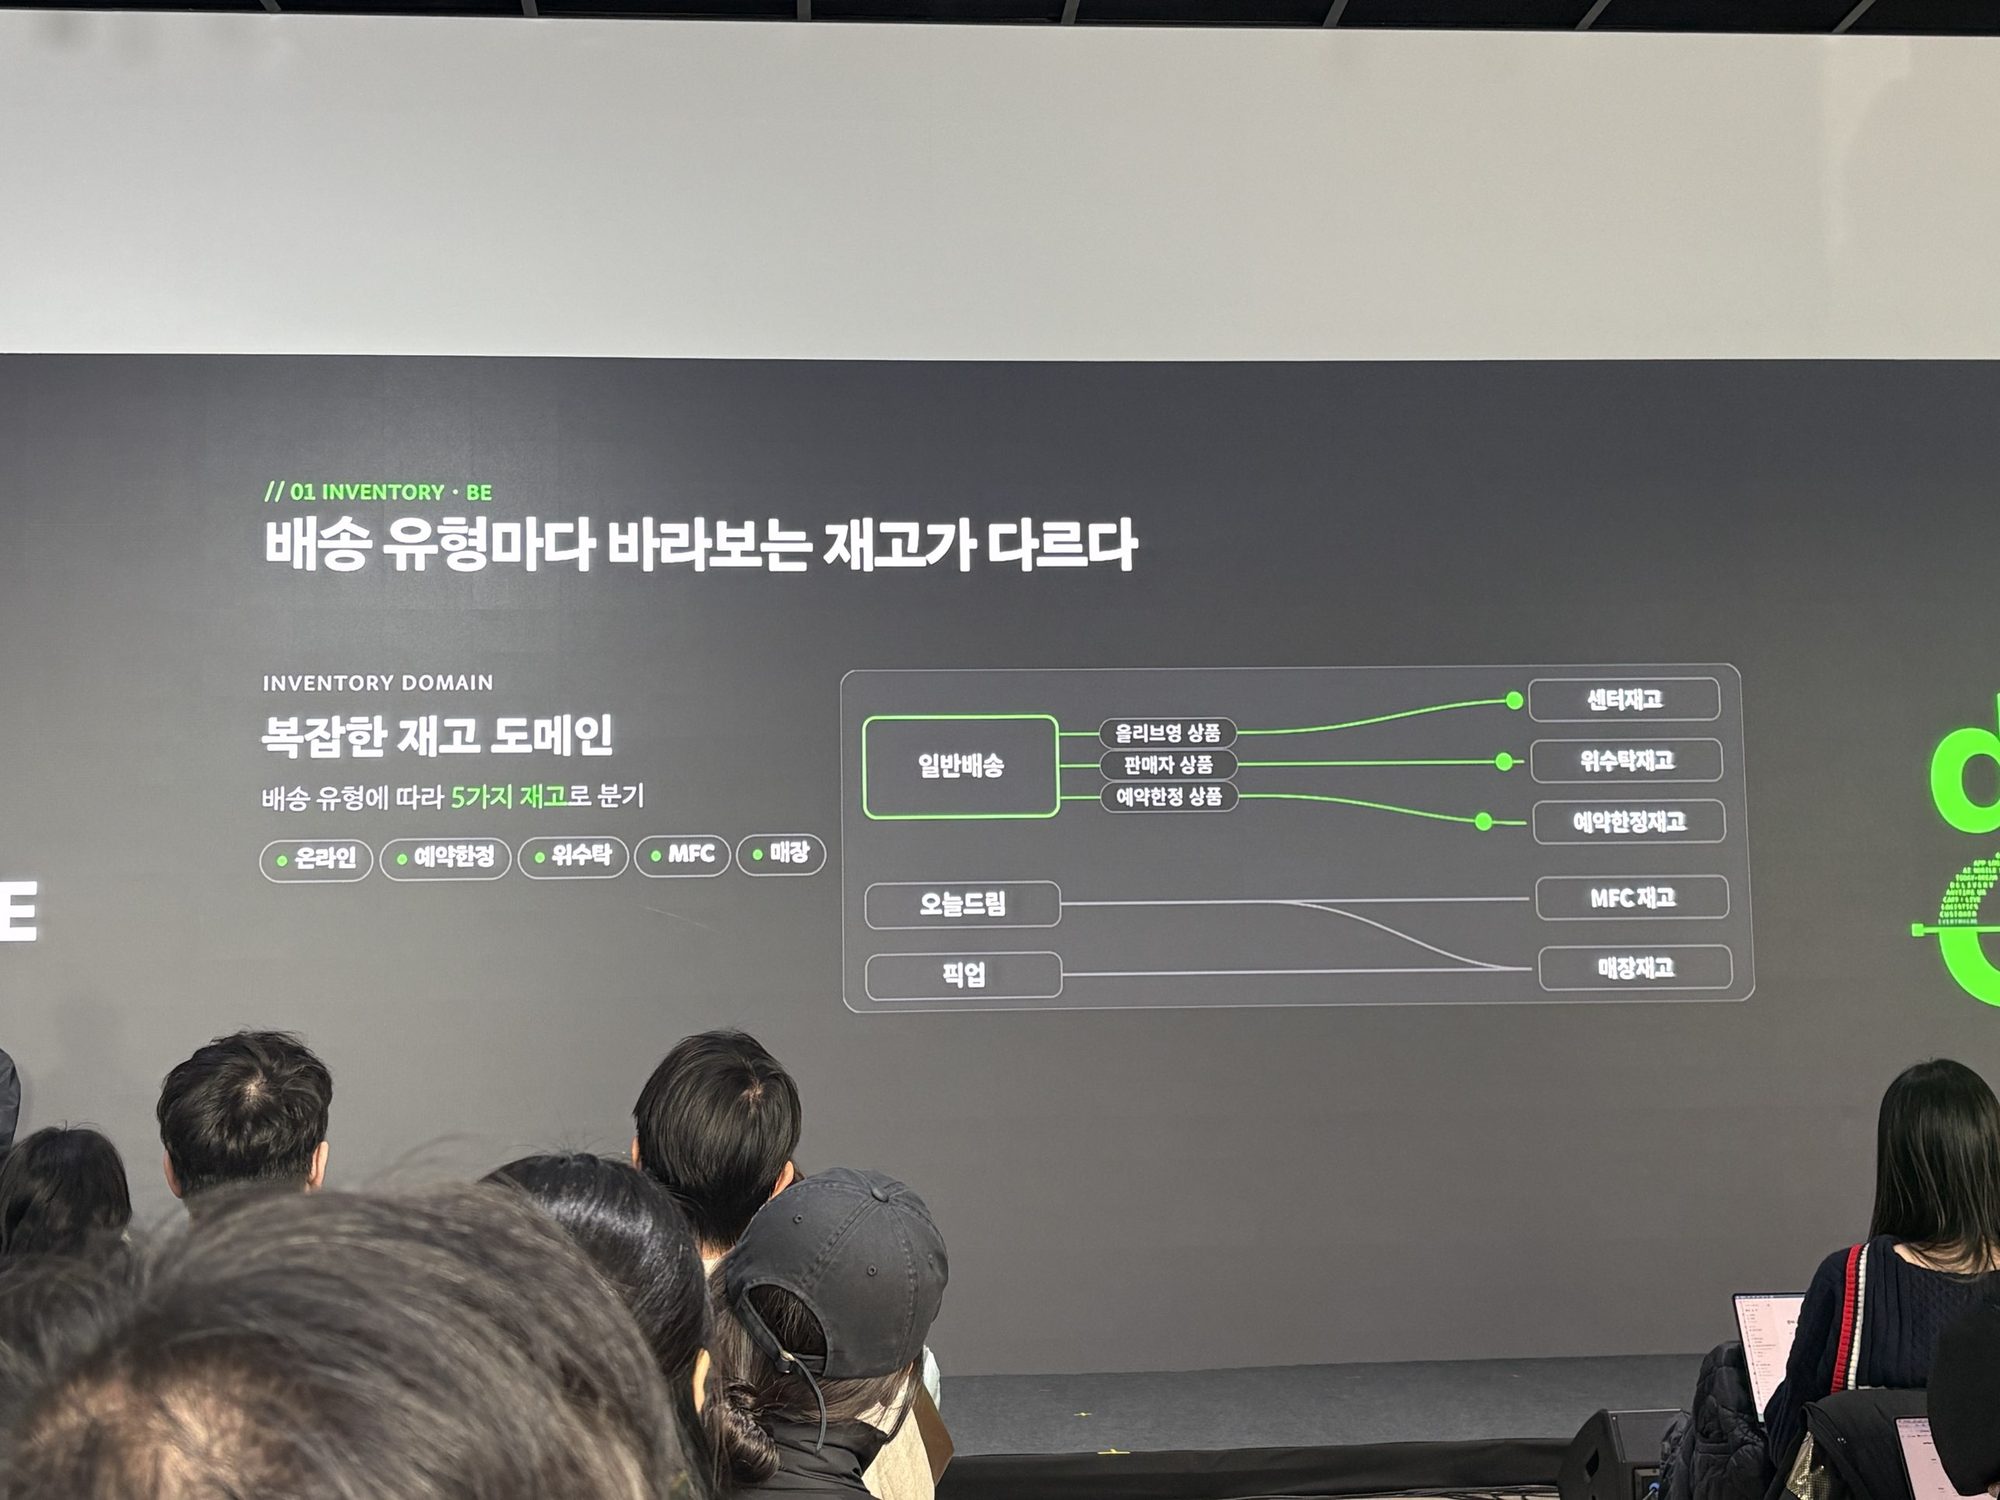 // 01 INVENTORY · BE
배송 유형마다 바라보는 재고가 다르다
INVENTORY DOMAIN
복잡한 재고 도메인
배송 유형에 따라 5가지 재고로 분기
온라인
예약한정
위수탁
MFC
매장
일반배송
올리브영 상품
판매자 상품
예약한정 상품
센터재고
위수탁재고
예약한정재고
오늘드림
MFC 재고
픽업
매장재고
E
d